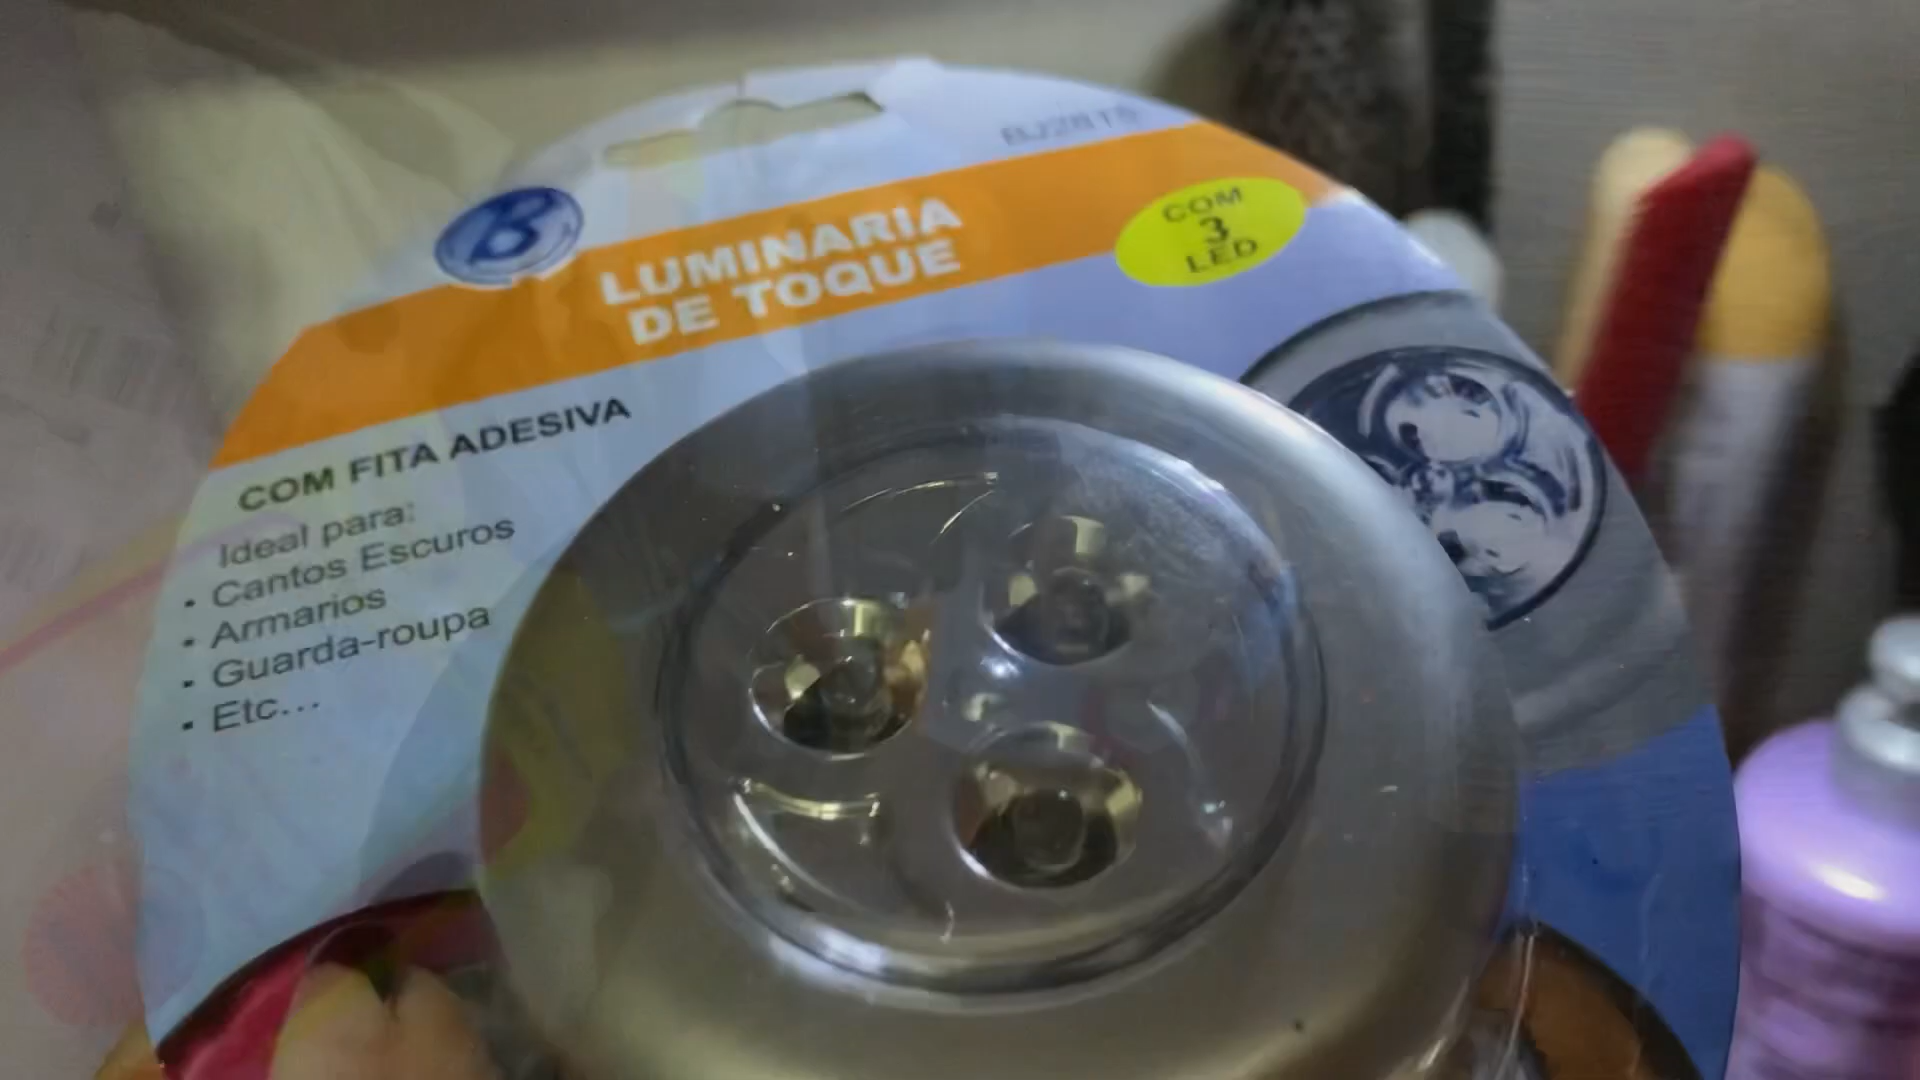 B
LUMINARIA
DE TOQUE
COM
3
LED
COM FITA ADESIVA
Ideal para:
• Cantos Escuros
• Armarios
• Guarda-roupa
• Etc...